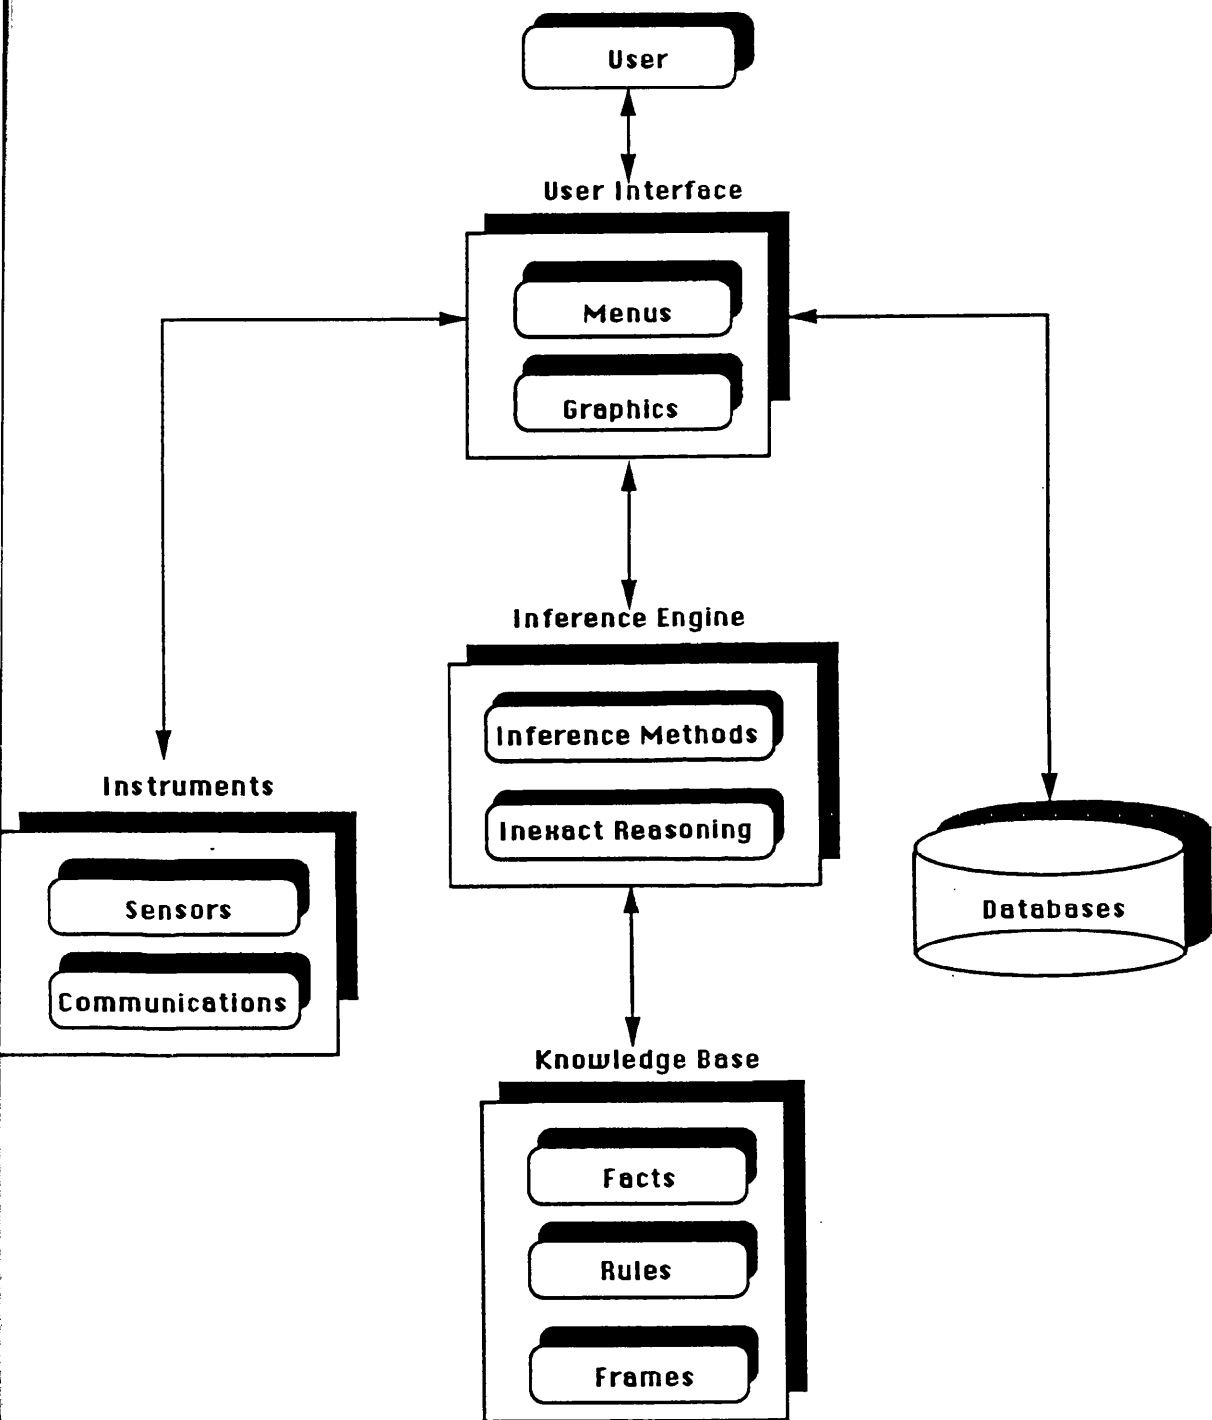 User
User Interface
Menus
Graphics
Inference Engine
Inference Methods
Inexact Reasoning
Instruments
Sensors
Communications
Databases
Knowledge Base
Facts
Rules
Frames